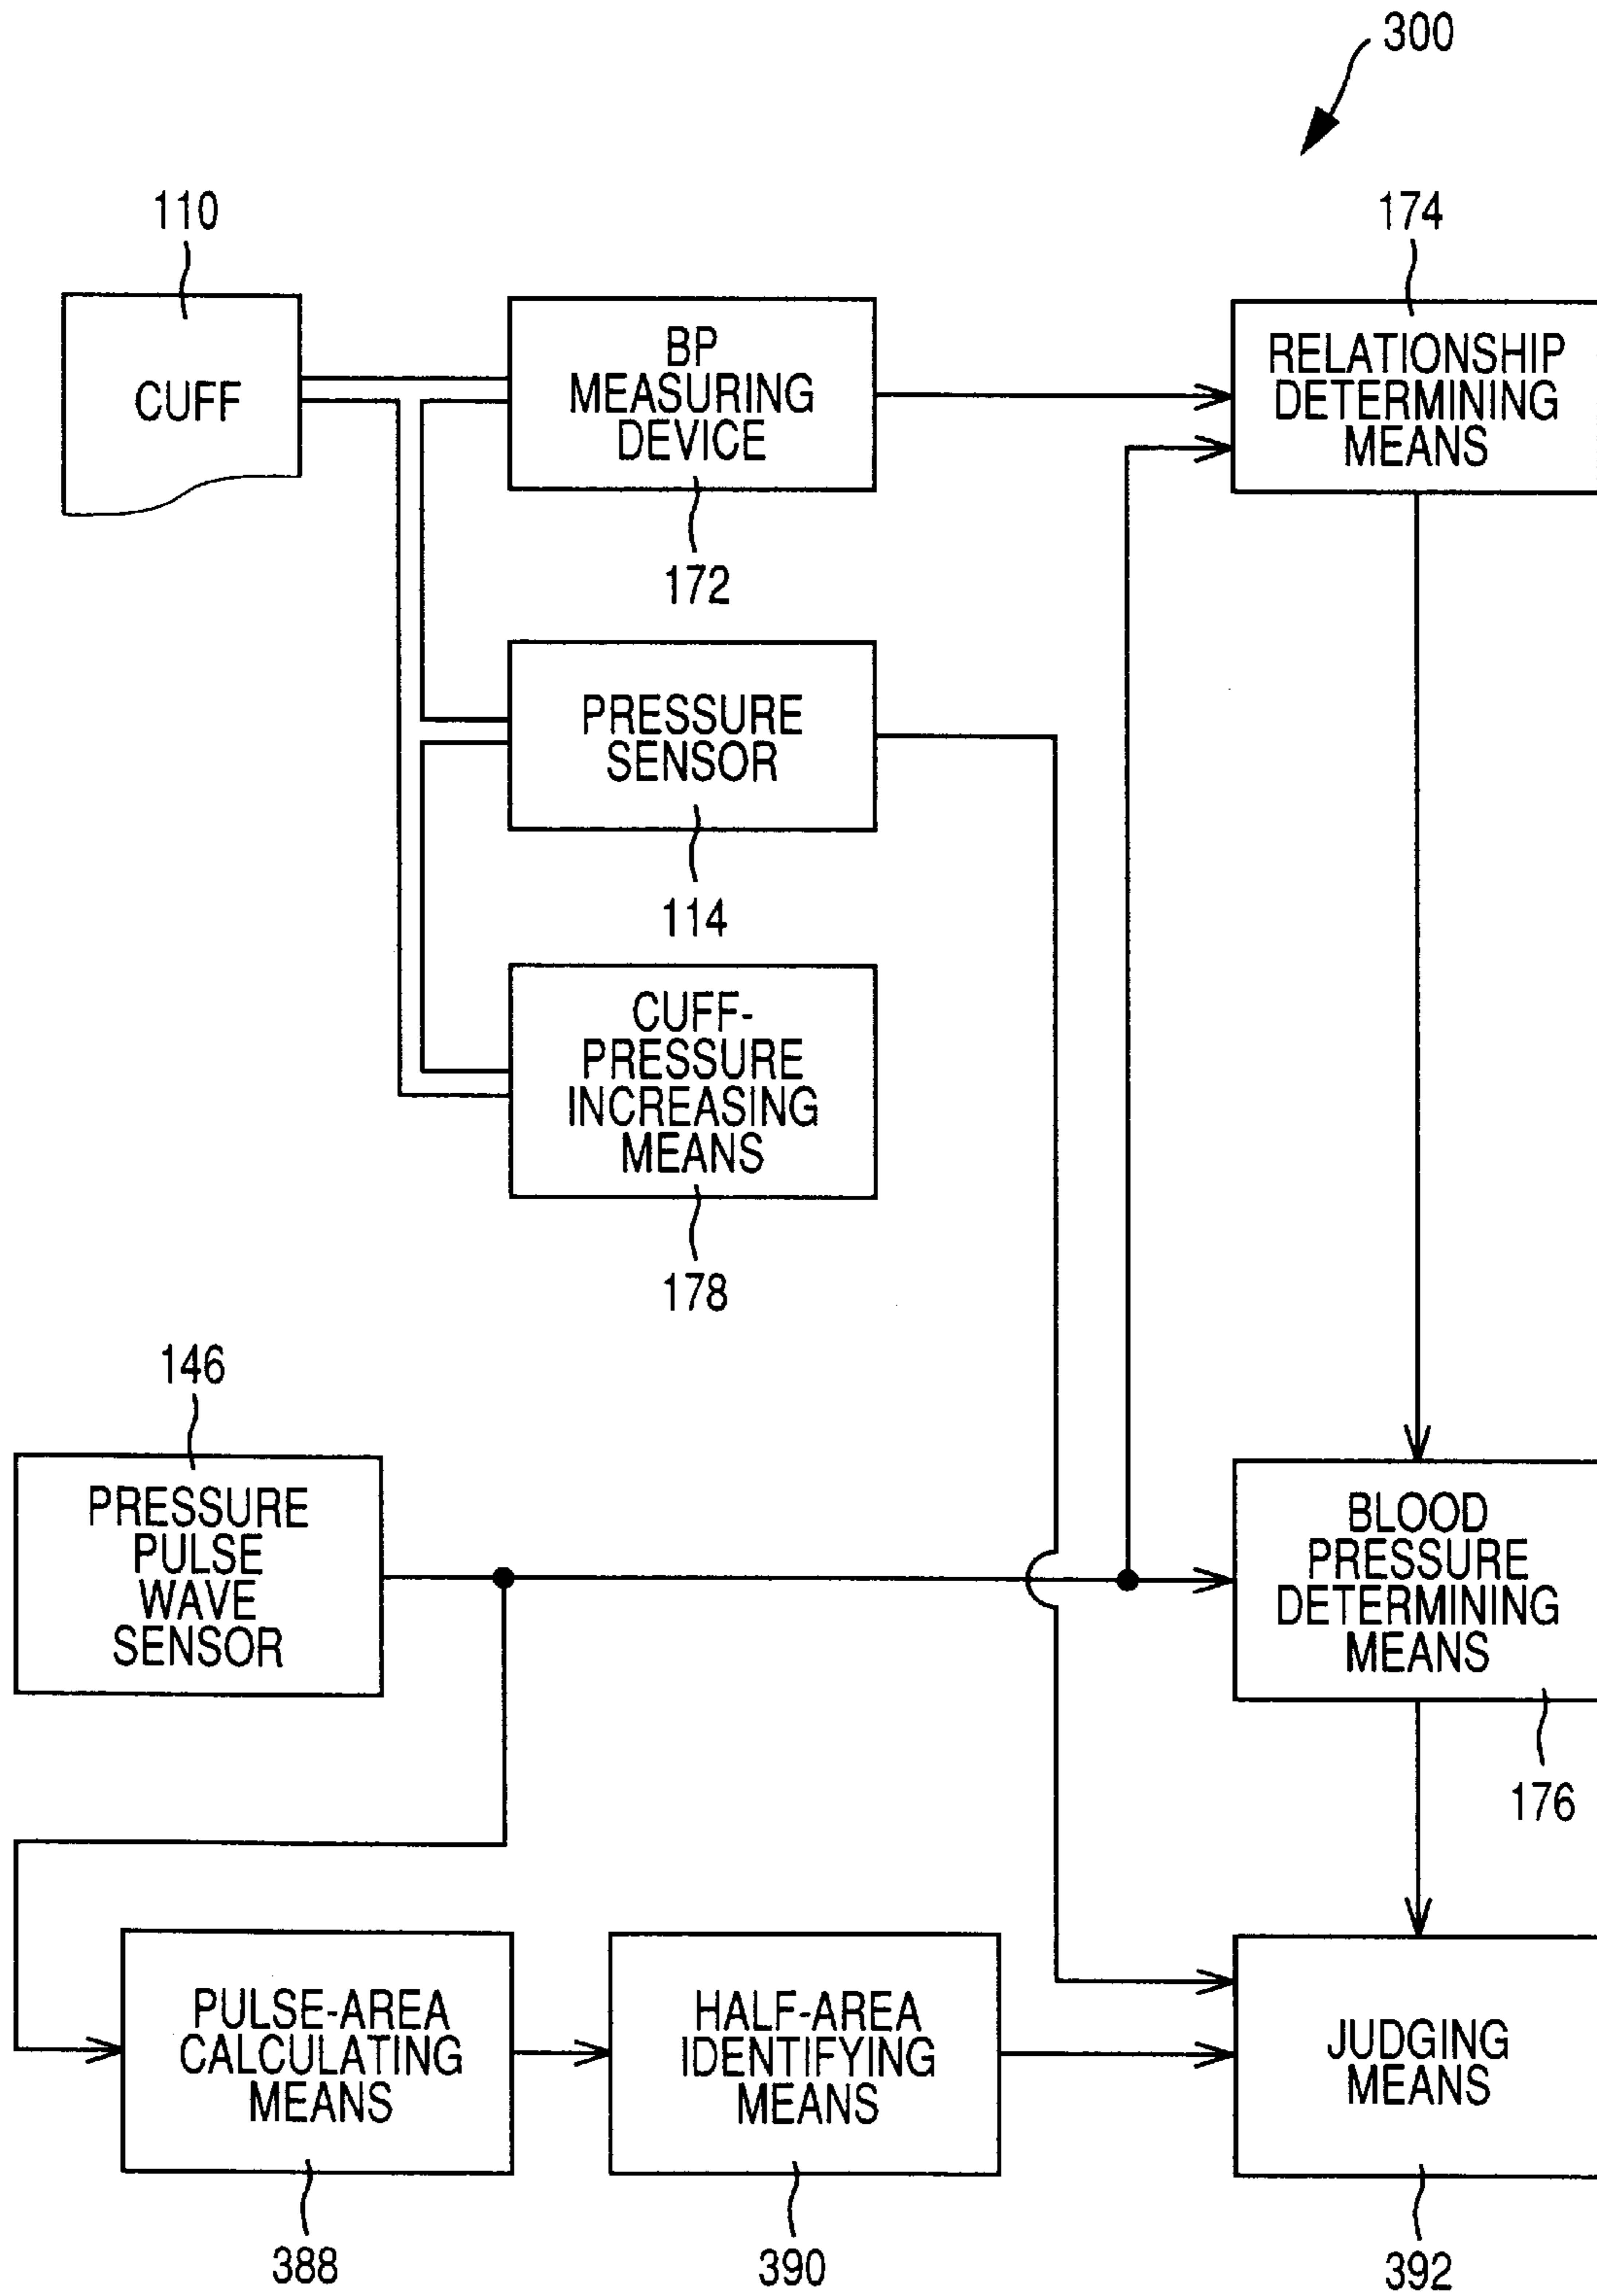 300
110
174
CUFF
BP
MEASURING
DEVICE
RELATIONSHIP
DETERMINING
MEANS
172
PRESSURE
SENSOR
114
CUFF-
PRESSURE
INCREASING
MEANS
178
146
PRESSURE
PULSE
WAVE
SENSOR
BLOOD
PRESSURE
DETERMINING
MEANS
176
PULSE-AREA
CALCULATING
MEANS
HALF-AREA
IDENTIFYING
MEANS
JUDGING
MEANS
388
390
392